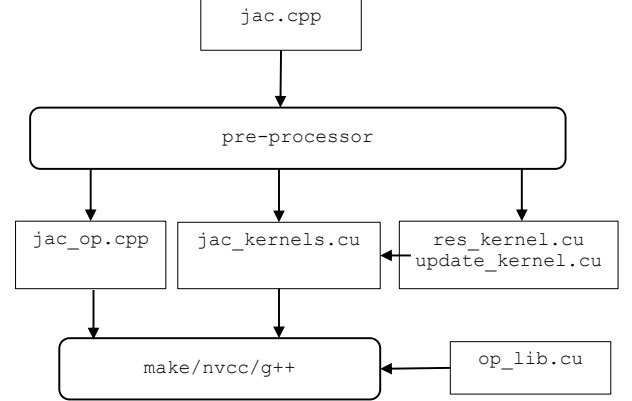 jac.cpp
pre-processor
jac_op.cpp
jac_kernels.cu
res_kernel.cu
update_kernel.cu
make/nvcc/g++
op_lib.cu